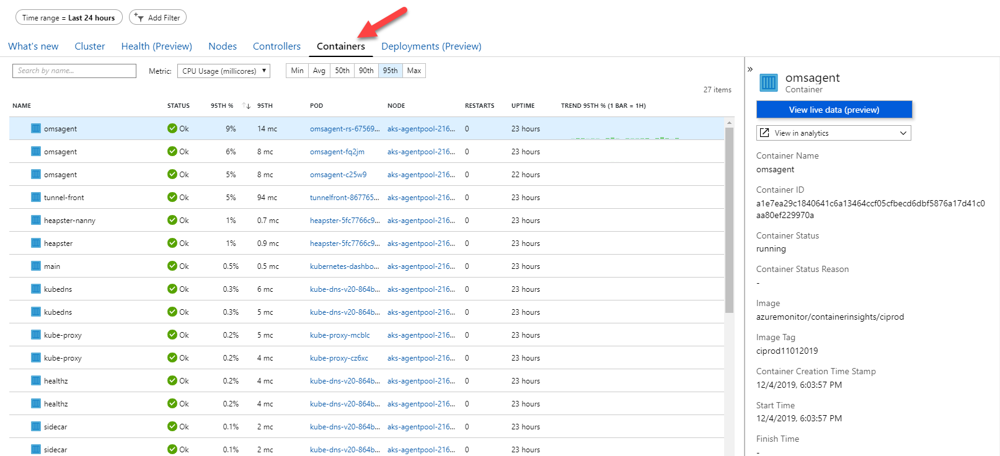 Time range = Last 24 hours
Add Filter
What's new Cluster Health (Preview) Nodes Controllers Containers Deployments (Preview)
Search by name...
Metric: CPU Usage (millicores)
Min Avg 50th 90th 95th Max
27 items
NAME STATUS 95TH % 95TH POD NODE RESTARTS UPTIME TREND 95TH % (1 BAR = 1H)
omsagent Ok 9% 14 mc omsagent-rs-67569... aks-agentpool-216... 0 23 hours
omsagent Ok 6% 8 mc omsagent-fq2jm aks-agentpool-216... 0 23 hours
omsagent Ok 5% 8 mc omsagent-c25w9 aks-agentpool-216... 0 22 hours
tunnel-front Ok 5% 94 mc tunnelfront-867765... aks-agentpool-216... 0 23 hours
heapster-nanny Ok 1% 0.7 mc heapster-5fc7766c9... aks-agentpool-216... 0 23 hours
heapster Ok 1% 0.9 mc heapster-5fc7766c9... aks-agentpool-216... 0 23 hours
main Ok 0.5% 0.5 mc kubernetes-dashbo... aks-agentpool-216... 0 23 hours
kubedns Ok 0.3% 6 mc kube-dns-v20-864b... aks-agentpool-216... 0 23 hours
kubedns Ok 0.3% 5 mc kube-dns-v20-864b... aks-agentpool-216... 0 23 hours
kube-proxy Ok 0.2% 5 mc kube-proxy-mcblc aks-agentpool-216... 0 23 hours
kube-proxy Ok 0.2% 4 mc kube-proxy-cz6xc aks-agentpool-216... 0 23 hours
healthz Ok 0.2% 4 mc kube-dns-v20-864b... aks-agentpool-216... 0 23 hours
healthz Ok 0.2% 4 mc kube-dns-v20-864b... aks-agentpool-216... 0 23 hours
sidecar Ok 0.1% 2 mc kube-dns-v20-864b... aks-agentpool-216... 0 23 hours
sidecar Ok 0.1% 2 mc kube-dns-v20-864b... aks-agentpool-216... 0 23 hours
omsagent
Container
View live data (preview)
View in analytics
Container Name
omsagent
Container ID
a1e7ea29c1840641c6a13464ccf05cfbecd6dbf5876a17d41c0
aa80ef229970a
Container Status
running
Container Status Reason
-
Image
azuremonitor/containerinsights/ciprod
Image Tag
ciprod11012019
Container Creation Time Stamp
12/4/2019, 6:03:57 PM
Start Time
12/4/2019, 6:03:57 PM
Finish Time
-